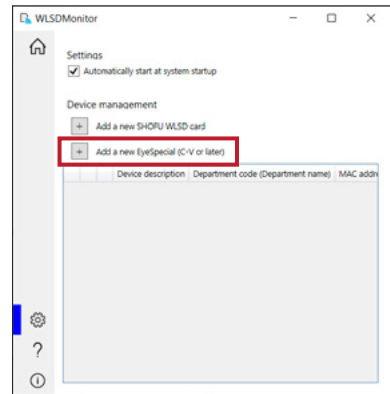 WLSDMonitor
Settings
Automatically start at system startup
Device management
+ Add a new SHOFU WLSD card
+ Add a new EyeSpecial (C-V or later)
Device description Department code (Department name) MAC addre
?